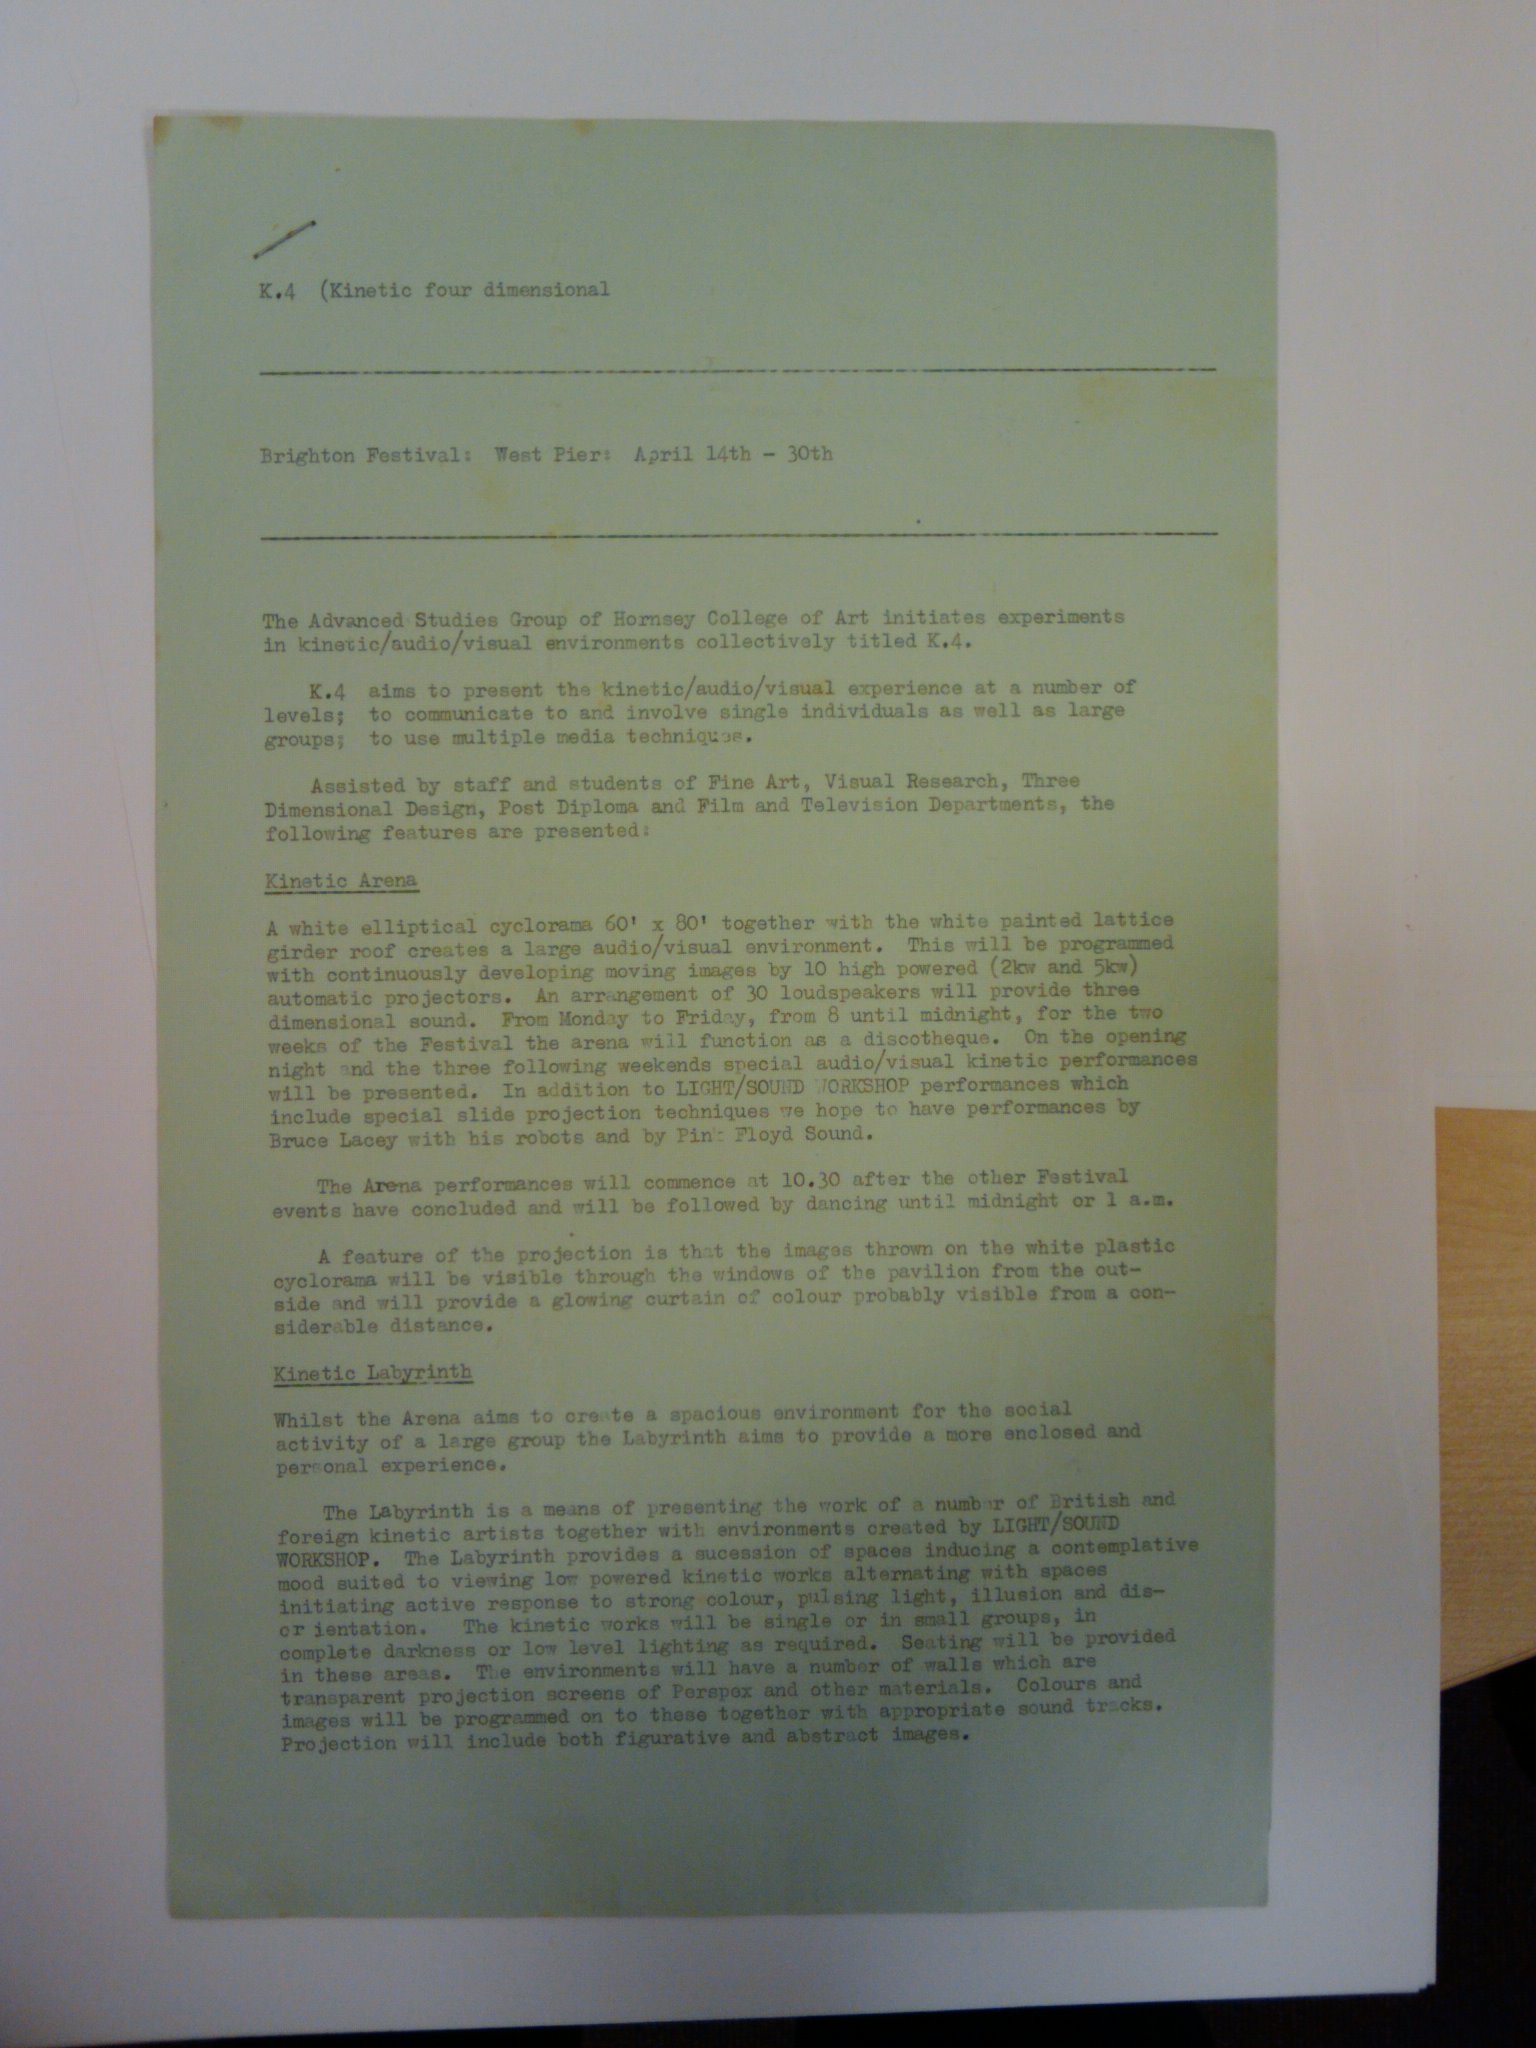 K.4 (Kinetic four dimensional
Brighton Festival: West Pier: April 14th - 30th
The Advanced Studies Group of Hornsey College of Art initiates experiments
in kinetic/audio/visual environments collectively titled K.4.
K.4 aims to present the kinetic/audio/visual experience at a number of
levels; to communicate to and involve single individuals as well as large
groups; to use multiple media techniques.
Assisted by staff and students of Fine Art, Visual Research, Three
Dimensional Design, Post Diploma and Film and Television Departments, the
following features are presented:
Kinetic Arena
A white elliptical cyclorama 60' x 80' together with the white painted lattice
girder roof creates a large audio/visual environment. This will be programmed
with continuously developing moving images by 10 high powered (2kw and 5kw)
automatic projectors. An arrangement of 30 loudspeakers will provide three
dimensional sound. From Monday to Friday, from 8 until midnight, for the two
weeks of the Festival the arena will function as a discotheque. On the opening
night and the three following weekends special audio/visual kinetic performances
will be presented. In addition to LIGHT/SOUND WORKSHOP performances which
include special slide projection techniques we hope to have performances by
Bruce Lacey with his robots and by Pink Floyd Sound.
The Arena performances will commence at 10.30 after the other Festival
events have concluded and will be followed by dancing until midnight or 1 a.m.
A feature of the projection is that the images thrown on the white plastic
cyclorama will be visible through the windows of the pavilion from the out-
side and will provide a glowing curtain of colour probably visible from a con-
siderable distance.
Kinetic Labyrinth
Whilst the Arena aims to create a spacious environment for the social
activity of a large group the Labyrinth aims to provide a more enclosed and
personal experience.
The Labyrinth is a means of presenting the work of a number of British and
foreign kinetic artists together with environments created by LIGHT/SOUND
WORKSHOP. The Labyrinth provides a sucession of spaces inducing a contemplative
mood suited to viewing low powered kinetic works alternating with spaces
initiating active response to strong colour, pulsing light, illusion and dis-
or ientation. The kinetic works will be single or in small groups, in
complete darkness or low level lighting as required. Seating will be provided
in these areas. The environments will have a number of walls which are
transparent projection screens of Perspex and other materials. Colours and
images will be programmed on to these together with appropriate sound tracks.
Projection will include both figurative and abstract images.